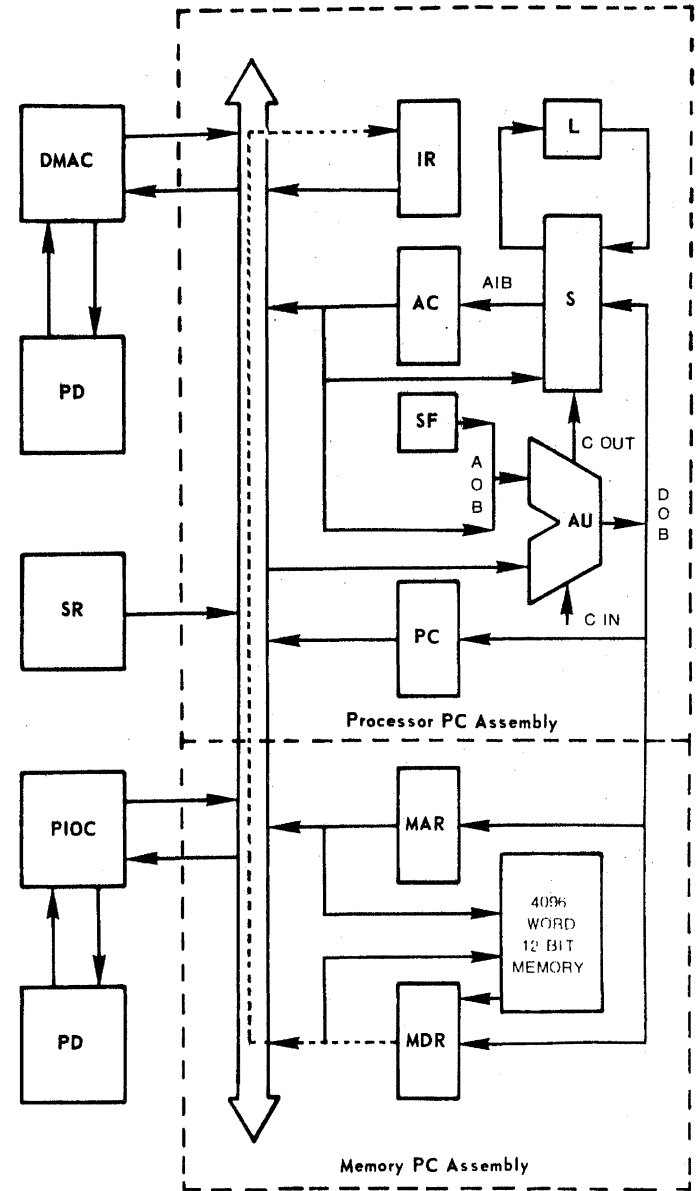 DMAC
IR
L
AC
AIB
S
PD
SF
A
O
B
C OUT
AU
D
O
B
SR
PC
C IN
Processor PC Assembly
PIOC
MAR
4096
WORD
12 BIT
MEMORY
PD
MDR
Memory PC Assembly